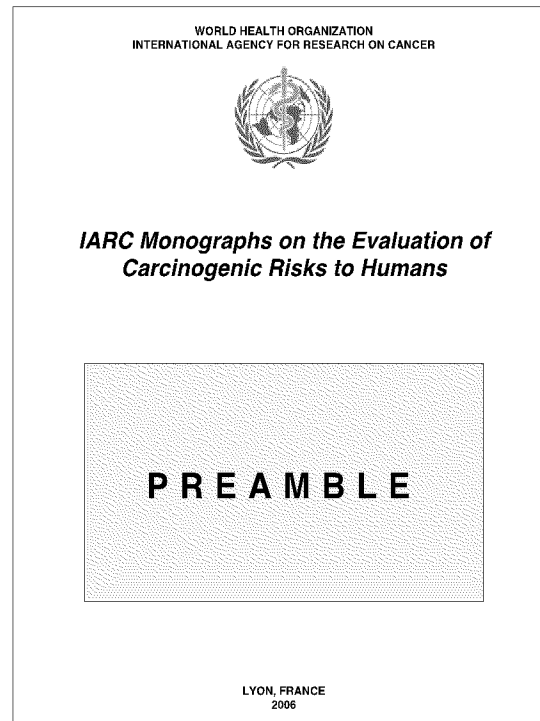 WORLD HEALTH ORGANIZATION
INTERNATIONAL AGENCY FOR RESEARCH ON CANCER
IARC Monographs on the Evaluation of
Carcinogenic Risks to Humans
PREAMBLE
LYON, FRANCE
2006